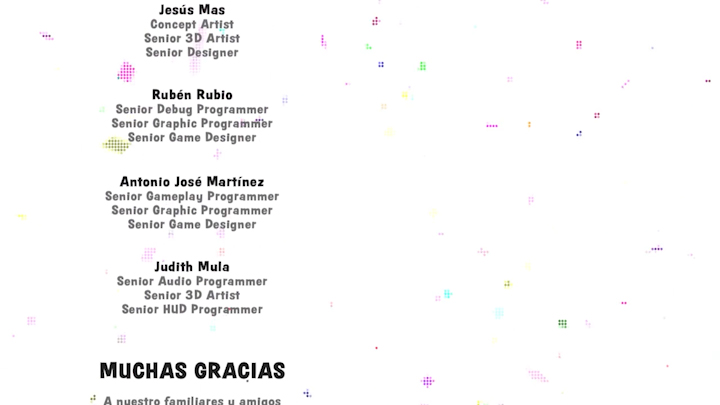 Jesús Mas
Concept Artist
Senior 3D Artist
Senior Designer
Rubén Rubio
Senior Debug Programmer
Senior Graphic Programmer
Senior Game Designer
Antonio José Martínez
Senior Gameplay Programmer
Senior Graphic Programmer
Senior Game Designer
Judith Mula
Senior Audio Programmer
Senior 3D Artist
Senior HUD Programmer
MUCHAS GRACIAS
A nuestro familiares y amigos